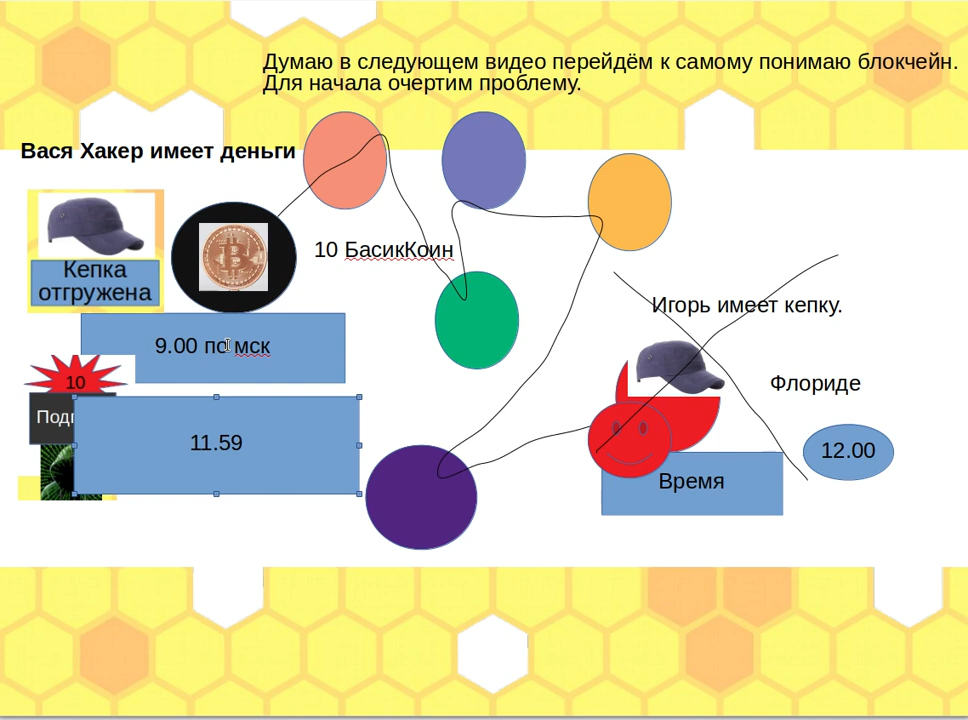 Думаю в следующем видео перейдём к самому понимаю блокчейн.
Для начала очертим проблему.
Вася Хакер имеет деньги
Кепка
отгружена
10 БасикКоин
9.00 по мск
10
11.59
Игорь имеет кепку.
Флориде
12.00
Время